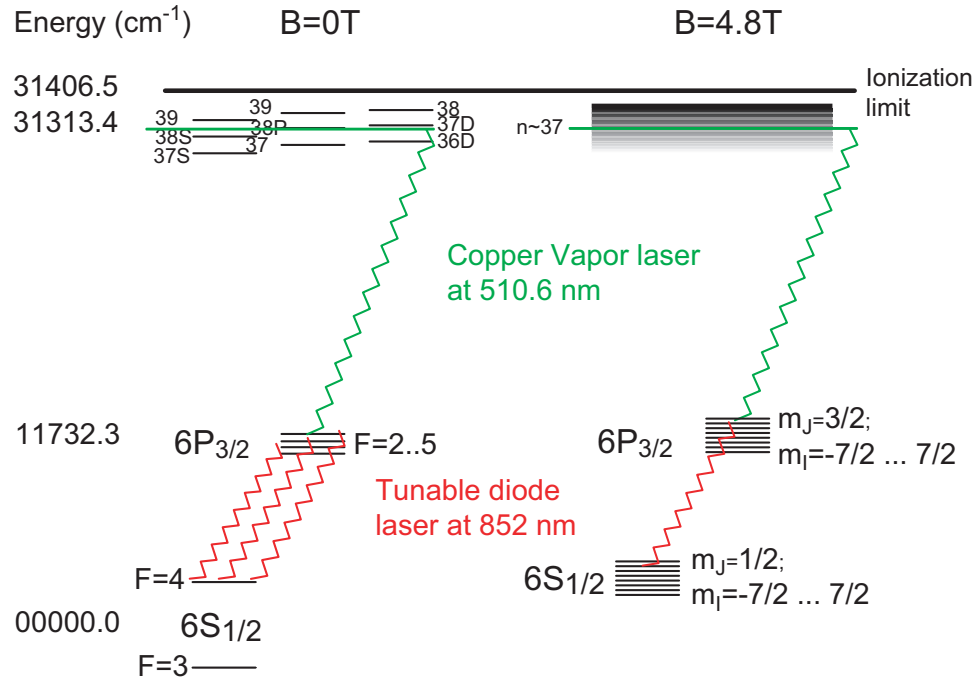 Energy (cm⁻¹)
B=0T
B=4.8T
31406.5
Ionization
limit
31313.4
39
38S
37S
39
38P
37
38
37D
36D
n~37
Copper Vapor laser
at 510.6 nm
11732.3
6P₃/₂
F=2..5
6P₃/₂
mJ=3/2;
mI=-7/2 ... 7/2
Tunable diode
laser at 852 nm
F=4
6S₁/₂
mJ=1/2;
mI=-7/2 ... 7/2
00000.0
6S₁/₂
F=3